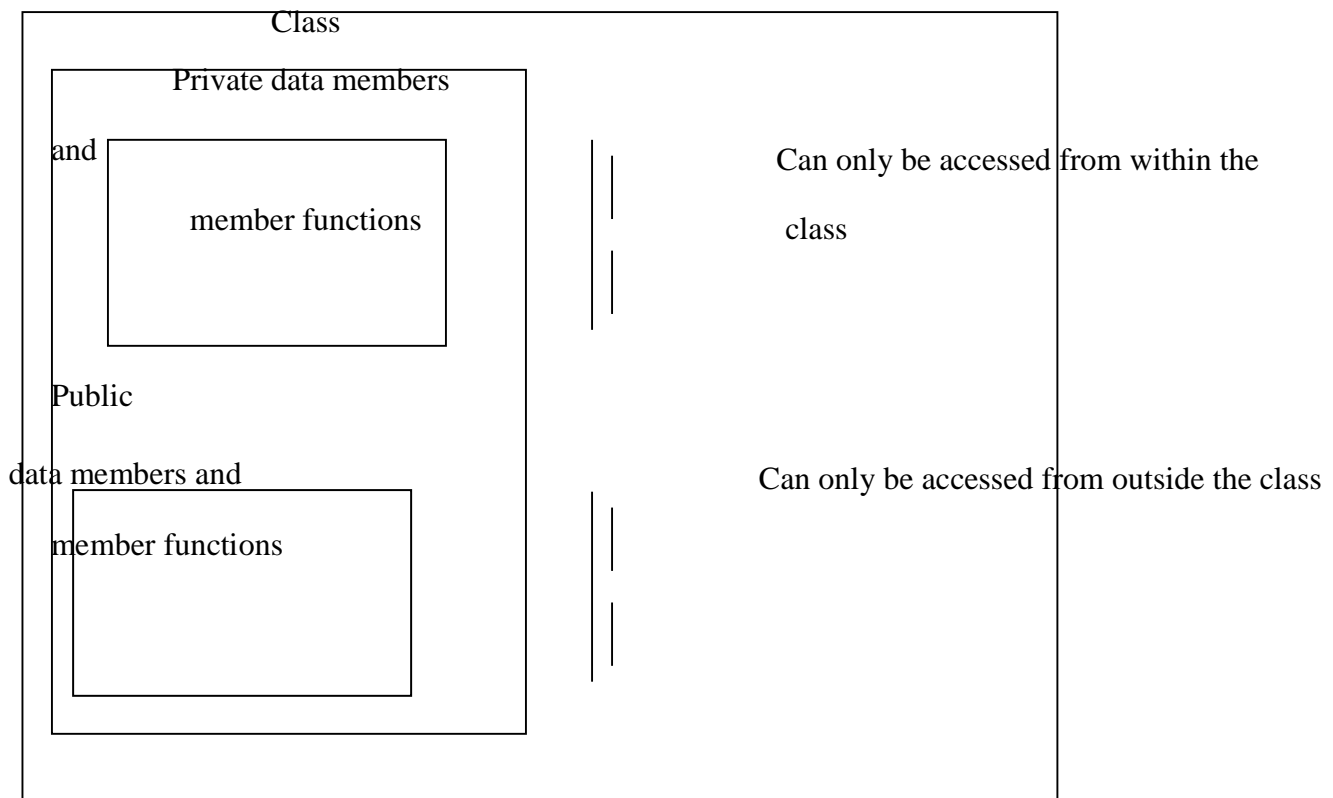 Class
Private data members
and
Can only be accessed from within the
member functions
class
Public
data members and
Can only be accessed from outside the class
member functions